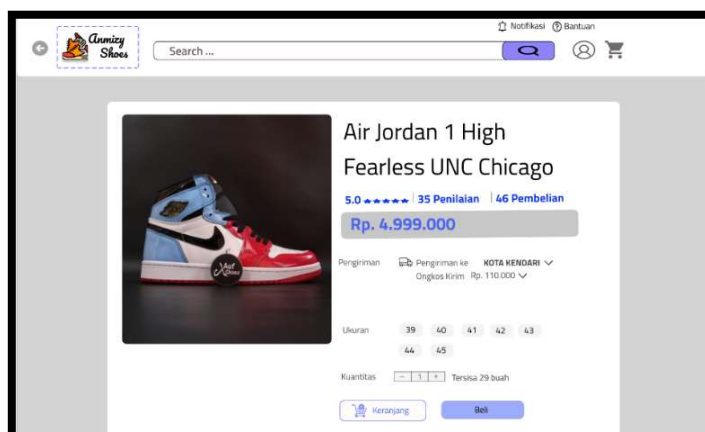 Notifikasi Bantuan
Anmizy
Shoes
Search ...
Air Jordan 1 High
Fearless UNC Chicago
5.0 35 Penilaian 46 Pembelian
Rp. 4.999.000
Pengiriman Pengiriman ke KOTA KENDARI
Ongkos Kirim Rp. 110.000
Ukuran 39 40 41 42 43
44 45
Kuantitas - 1 + Tersisa 29 buah
Keranjang Beli